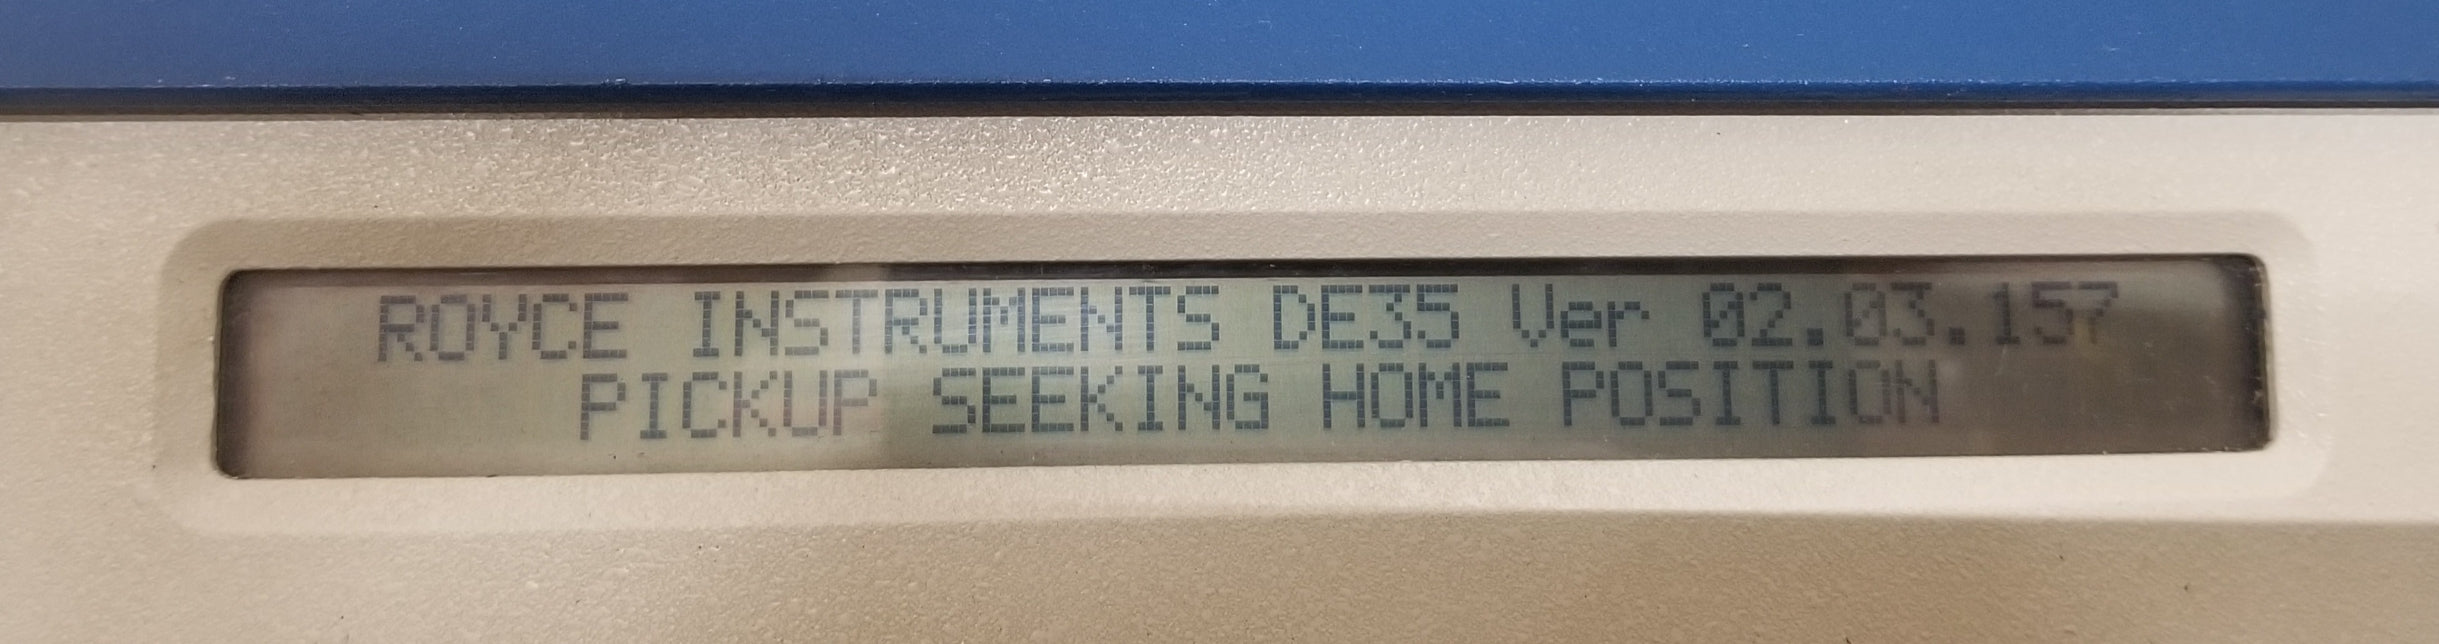 ROYCE INSTRUMENTS DE35 Ver 02.03.157
PICKUP SEEKING HOME POSITION